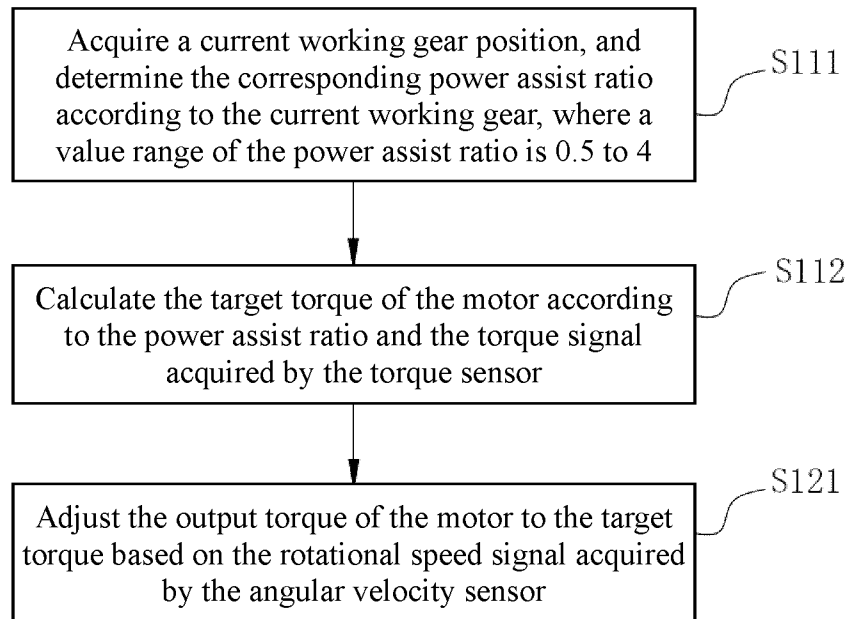 Acquire a current working gear position, and
determine the corresponding power assist ratio
according to the current working gear, where a
value range of the power assist ratio is 0.5 to 4
S111
Calculate the target torque of the motor according
to the power assist ratio and the torque signal
acquired by the torque sensor
S112
Adjust the output torque of the motor to the target
torque based on the rotational speed signal acquired
by the angular velocity sensor
S121